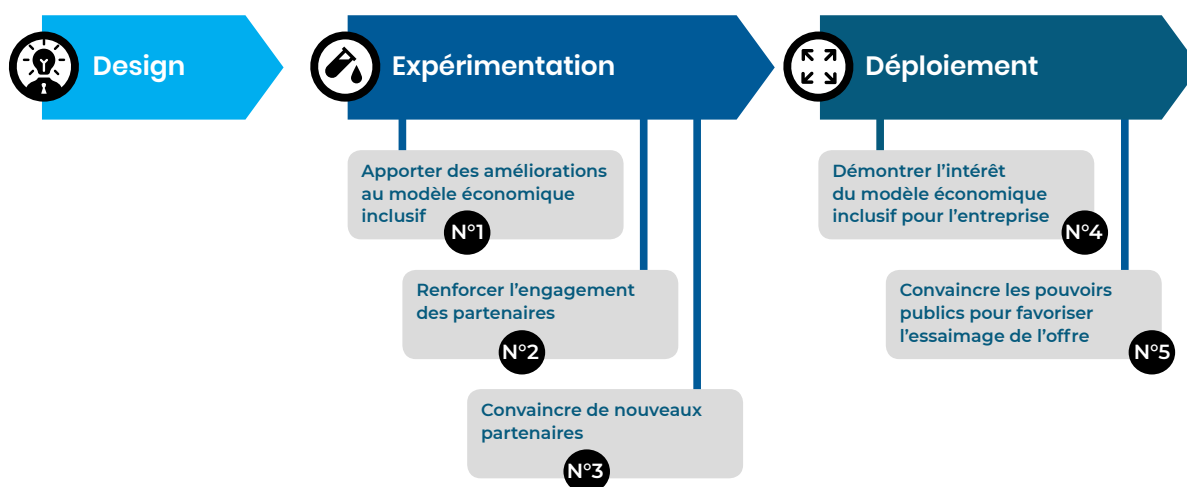 Design
Expérimentation
Déploiement
Apporter des améliorations
au modèle économique
inclusif
N°1
Renforcer l’engagement
des partenaires
N°2
Convaincre de nouveaux
partenaires
N°3
Démontrer l’intérêt
du modèle économique
inclusif pour l’entreprise
N°4
Convaincre les pouvoirs
publics pour favoriser
l’essaimage de l’offre
N°5